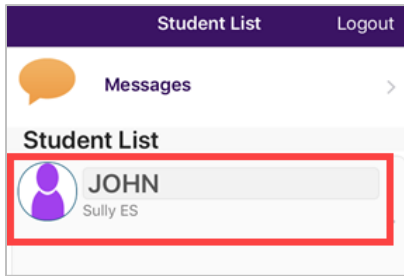 Student List Logout
Messages
Student List
JOHN
Sully ES